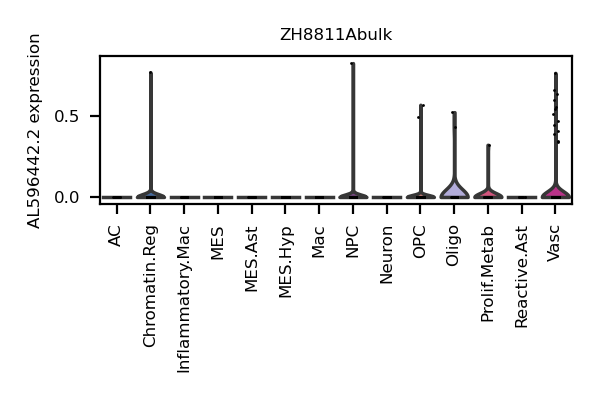 ZH8811Abulk
AL596442.2 expression
0.5
0.0
AC
Chromatin.Reg
Inflammatory.Mac
MES
MES.Ast
MES.Hyp
Mac
NPC
Neuron
OPC
Oligo
Prolif.Metab
Reactive.Ast
Vasc